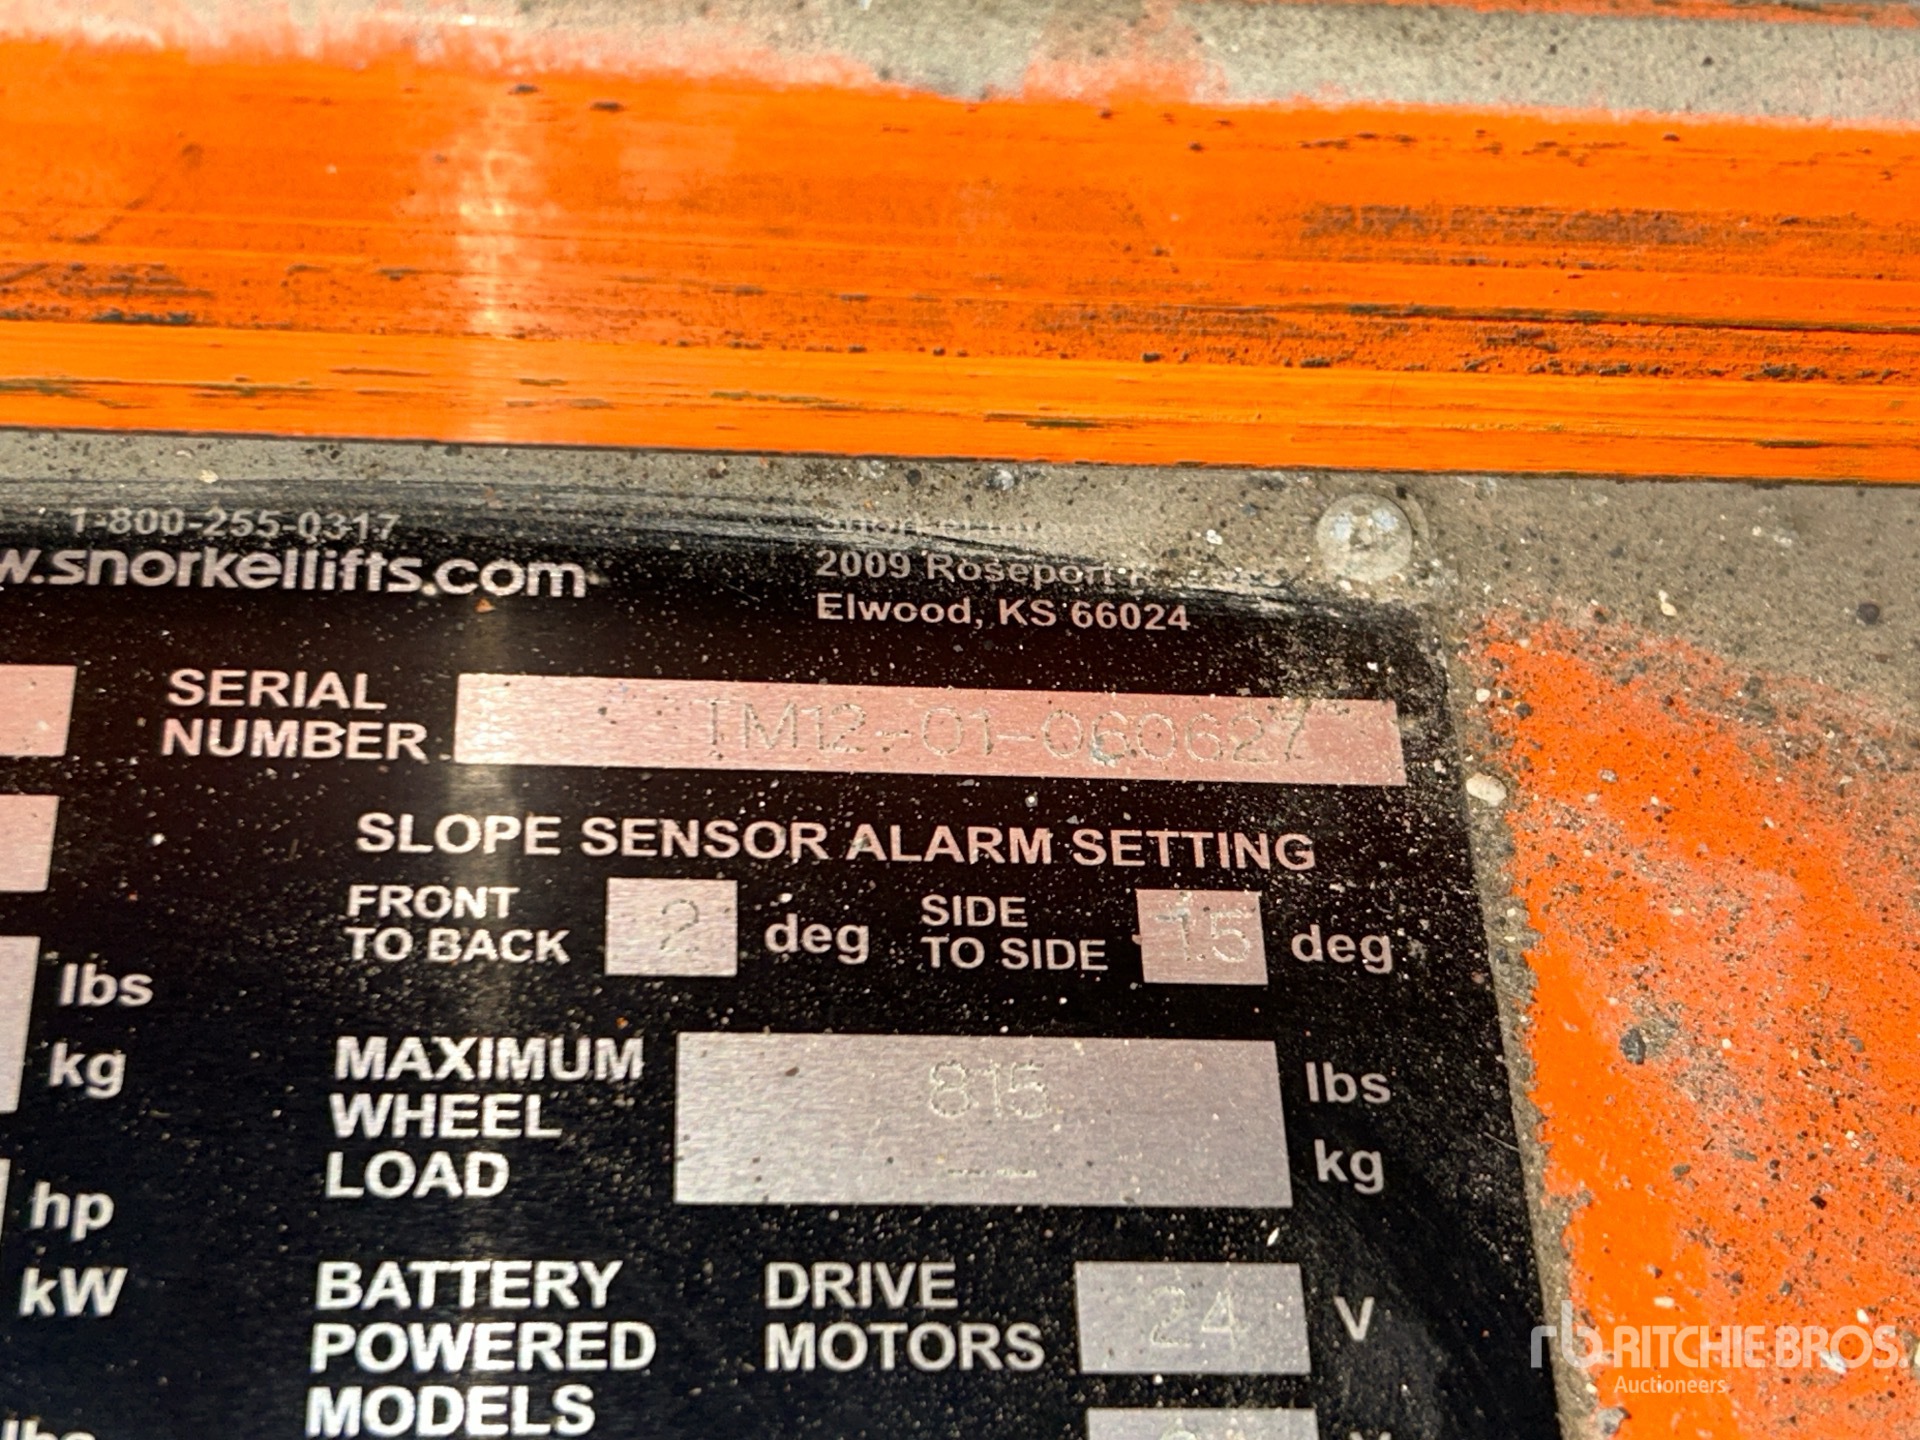 1-800-255-0317
w.snorkellifts.com
2009 Roseport
Elwood, KS 66024
SERIAL
NUMBER
TM12-01-060627
SLOPE SENSOR ALARM SETTING
FRONT
TO BACK
2 deg
SIDE
TO SIDE
1.5 deg
lbs
kg
MAXIMUM
WHEEL
LOAD
815 lbs
kg
hp
kW
BATTERY
POWERED
MODELS
DRIVE
MOTORS
24 V
lbs
RITCHIE BROS.
Auctioneers